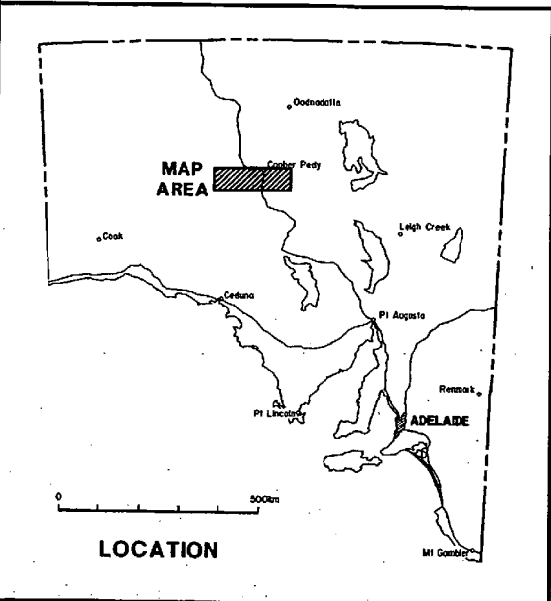 Oodnadatta
Coober Pedy
MAP
AREA
Leigh Creek
Cook
Ceduna
Pt Augusta
Renmark
Pt Lincoln
ADELAIDE
0
500km
LOCATION
Mt Gambier